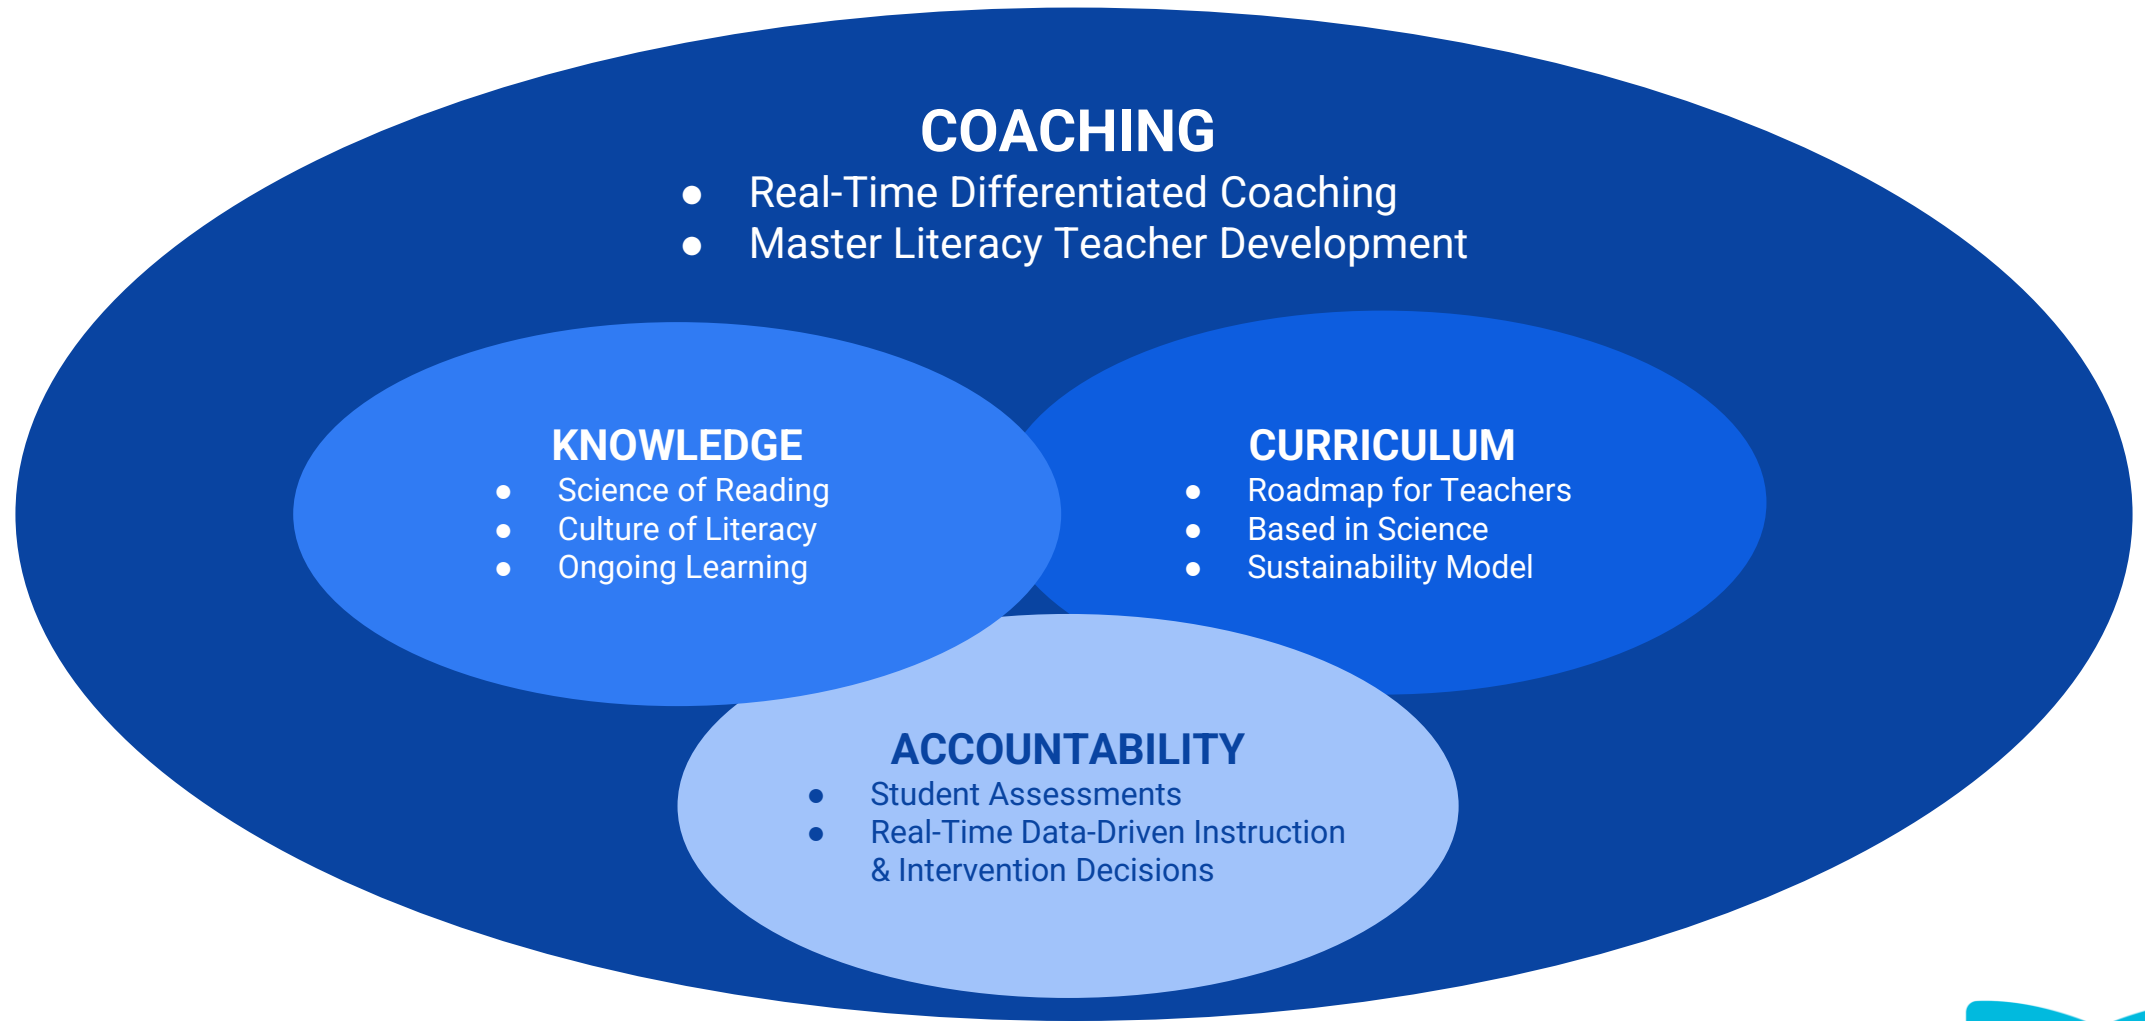 COACHING
● Real-Time Differentiated Coaching
● Master Literacy Teacher Development
KNOWLEDGE
● Science of Reading
● Culture of Literacy
● Ongoing Learning
CURRICULUM
● Roadmap for Teachers
● Based in Science
● Sustainability Model
ACCOUNTABILITY
● Student Assessments
● Real-Time Data-Driven Instruction
& Intervention Decisions